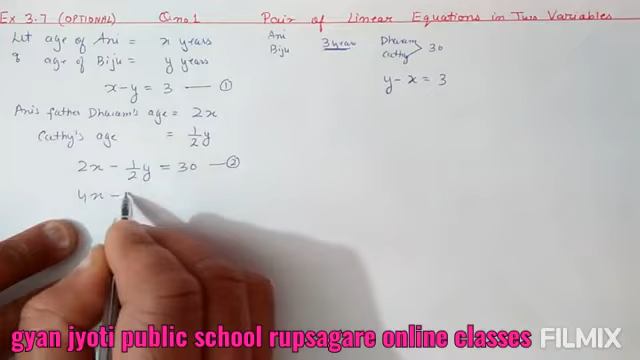 Ex 3.7 (OPTIONAL) Q.no.1 Pair of Linear Equations in Two Variables
Let age of Ani = x years
& age of Biju = y years
x-y = 3 —— ①
Anis father Dharam's age = 2x
Cathy's age = 1/2 y
2x - 1/2 y = 30 —②
4x -
Ani
Biju
3 years
Dharam
Cathy
30
y - x = 3
gyan jyoti public school rupsagare online classes
FILMIX